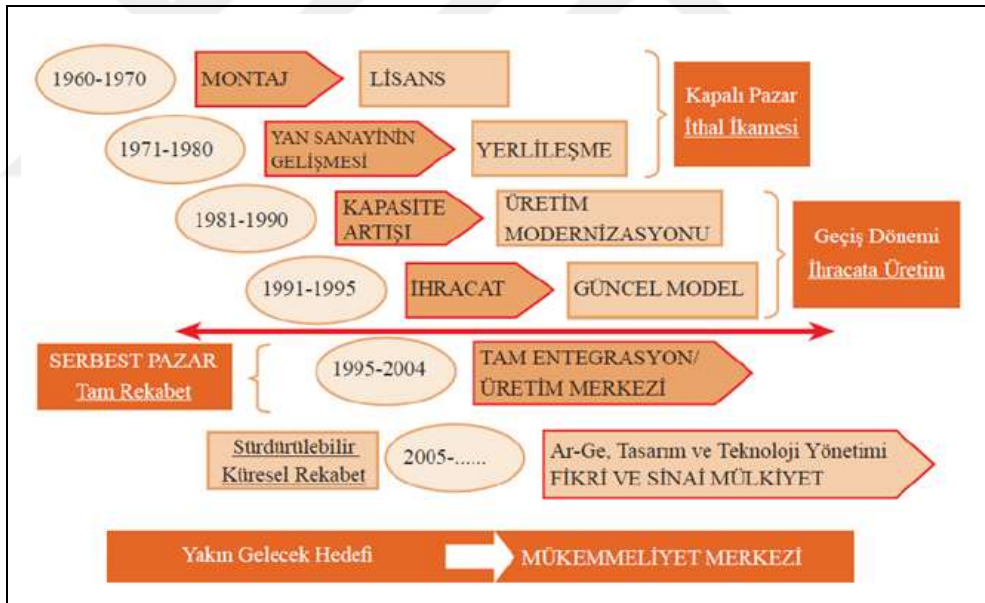 1960-1970
MONTAJ
LİSANS
Kapalı Pazar
İthal İkamesi
1971-1980
YAN SANAYİNİN
GELİŞMESİ
YERLİLEŞME
1981-1990
KAPASİTE
ARTIŞI
ÜRETİM
MODERNİZASYONU
Geçiş Dönemi
İhracata Üretim
1991-1995
İHRACAT
GÜNCEL MODEL
SERBEST PAZAR
Tam Rekabet
1995-2004
TAM ENTEGRASYON/
ÜRETİM MERKEZİ
Sürdürülebilir
Küresel Rekabet
2005-......
Ar-Ge, Tasarım ve Teknoloji Yönetimi
FİKRİ VE SİNAİ MÜLKİYET
Yakın Gelecek Hedefi
MÜKEMMELİYET MERKEZİ